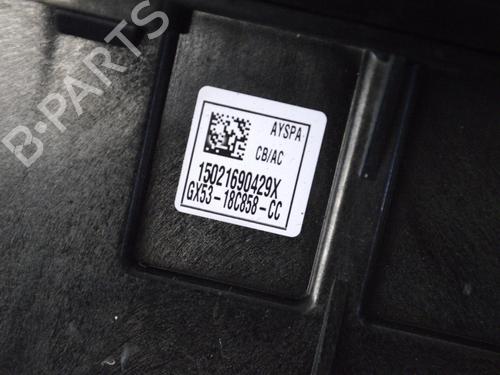 B-PARTS
AYSPA
CB/AC
15021690429X
GX53-18C858-CC